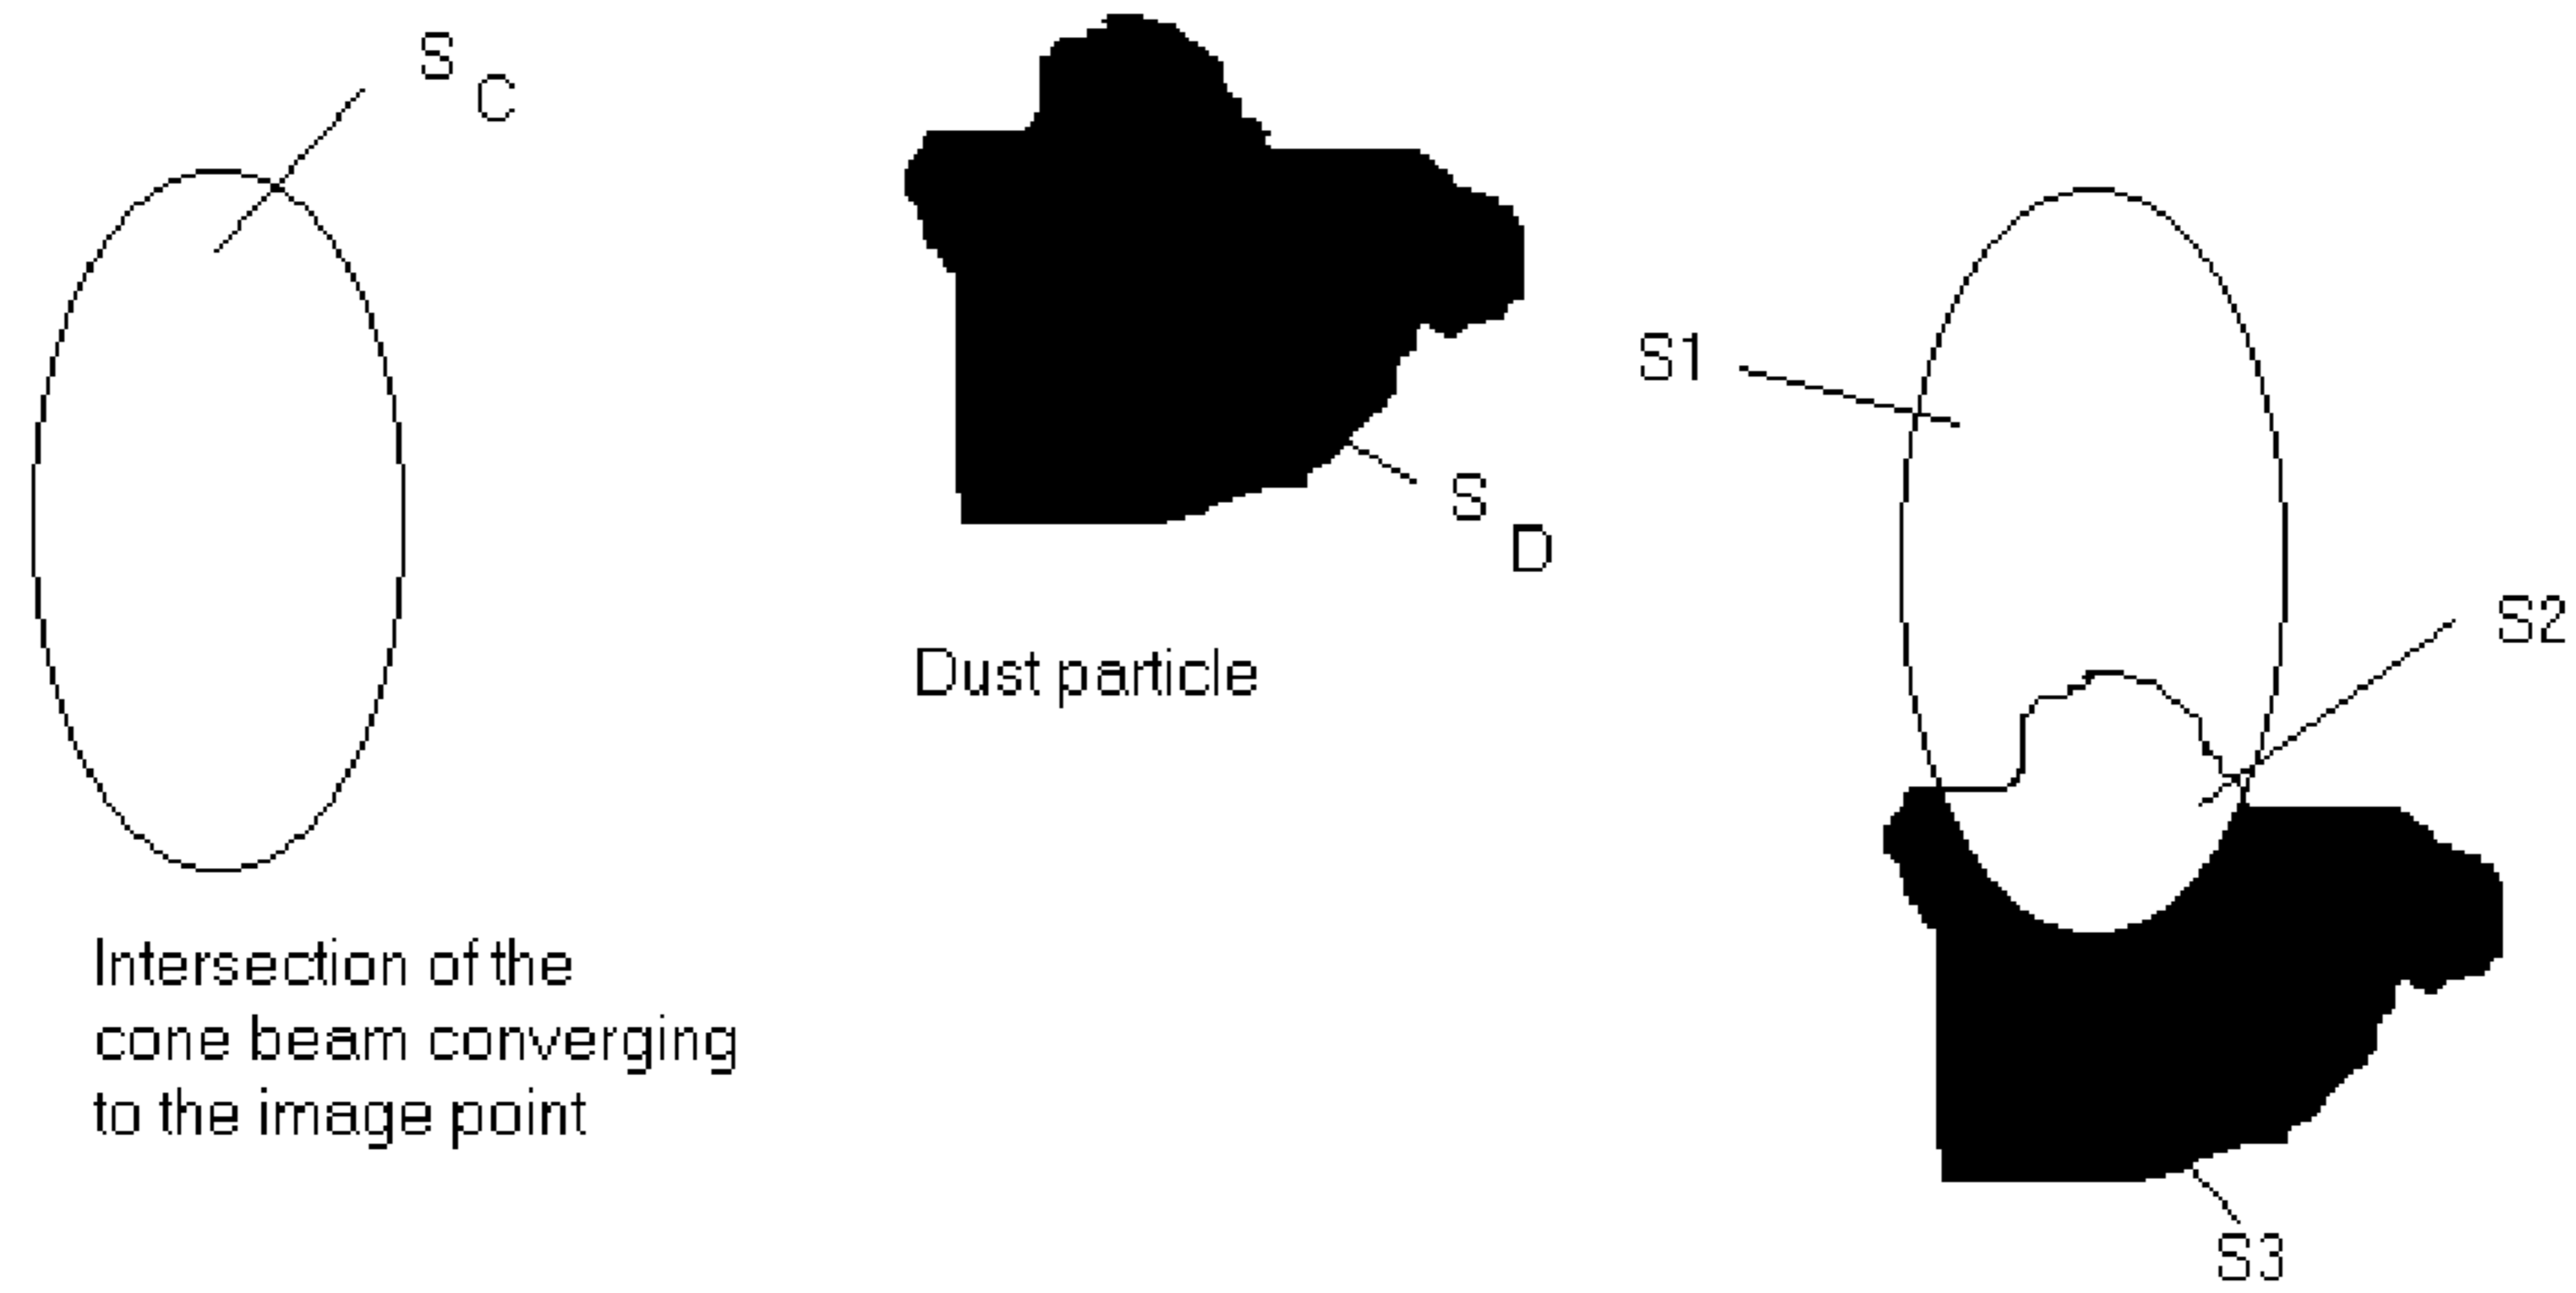 S C
Intersection of the
cone beam converging
to the image point
S D
Dust particle
S1
S2
S3